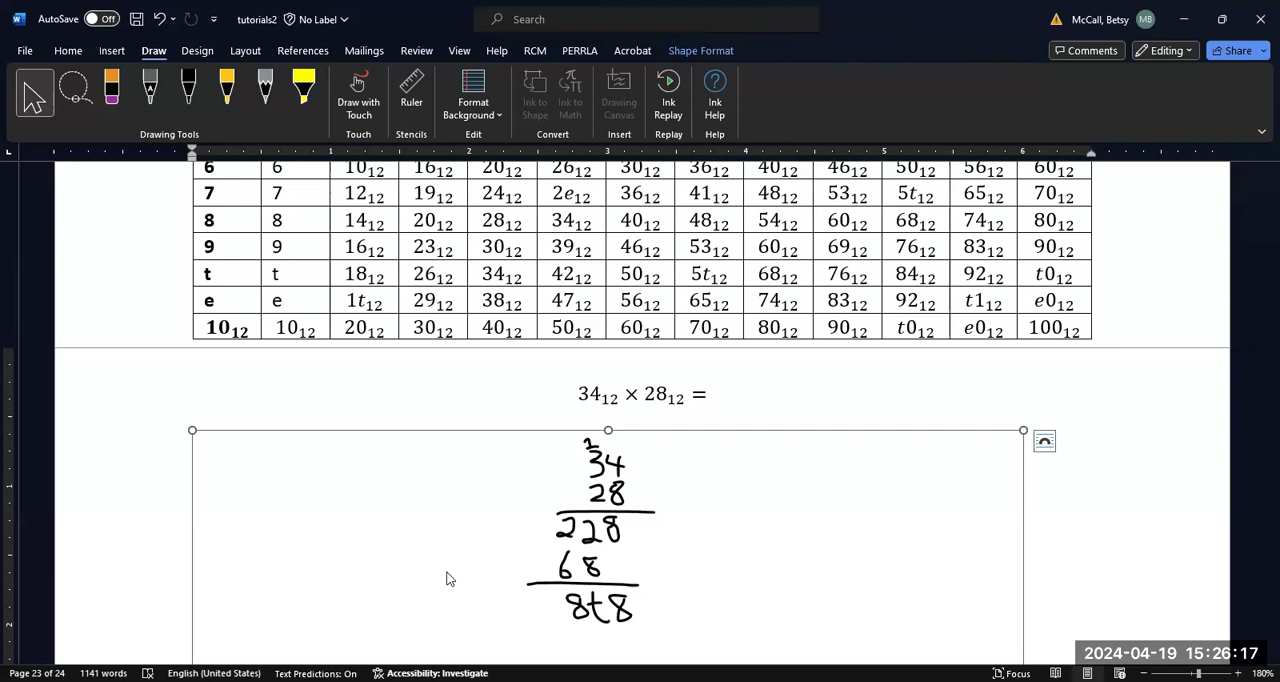 AutoSave Off tutorials2 No Label Search McCall, Betsy MB
File Home Insert Draw Design Layout References Mailings Review View Help RCM PERRLA Acrobat Shape Format Comments Editing Share
Draw with Touch Ruler Format Background Ink to Shape Ink to Math Drawing Canvas Ink Replay Ink Help
Drawing Tools Touch Stencils Edit Convert Insert Replay Help
1 2 3 4 5 6
6 6 10₁₂ 16₁₂ 20₁₂ 26₁₂ 30₁₂ 36₁₂ 40₁₂ 46₁₂ 50₁₂ 56₁₂ 60₁₂
7 7 12₁₂ 19₁₂ 24₁₂ 2e₁₂ 36₁₂ 41₁₂ 48₁₂ 53₁₂ 5t₁₂ 65₁₂ 70₁₂
8 8 14₁₂ 20₁₂ 28₁₂ 34₁₂ 40₁₂ 48₁₂ 54₁₂ 60₁₂ 68₁₂ 74₁₂ 80₁₂
9 9 16₁₂ 23₁₂ 30₁₂ 39₁₂ 46₁₂ 53₁₂ 60₁₂ 69₁₂ 76₁₂ 83₁₂ 90₁₂
t t 18₁₂ 26₁₂ 34₁₂ 42₁₂ 50₁₂ 5t₁₂ 68₁₂ 76₁₂ 84₁₂ 92₁₂ t0₁₂
e e 1t₁₂ 29₁₂ 38₁₂ 47₁₂ 56₁₂ 65₁₂ 74₁₂ 83₁₂ 92₁₂ t1₁₂ e0₁₂
10₁₂ 10₁₂ 20₁₂ 30₁₂ 40₁₂ 50₁₂ 60₁₂ 70₁₂ 80₁₂ 90₁₂ t0₁₂ e0₁₂ 100₁₂
34₁₂ × 28₁₂ =
2
34
28
228
68
8t8
2024-04-19 15:26:17
Page 23 of 24 1141 words English (United States) Text Predictions: On Accessibility: Investigate Focus 180%